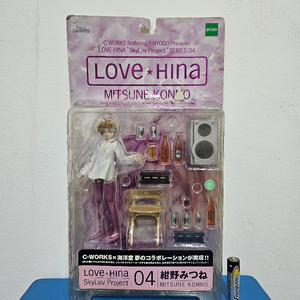 C-WORKS featuring KAIYODO Presents
LOVE HINA "SkyLuv Project" SERIES 04
EPOCH
LOVE★HINA
MITSUNE KONNO
C-WORKS×海洋堂 夢のコラボレーションが実現!!
LOVE★HINA
SkyLuv Project
04
紺野みつね
MITSUNE KONNO